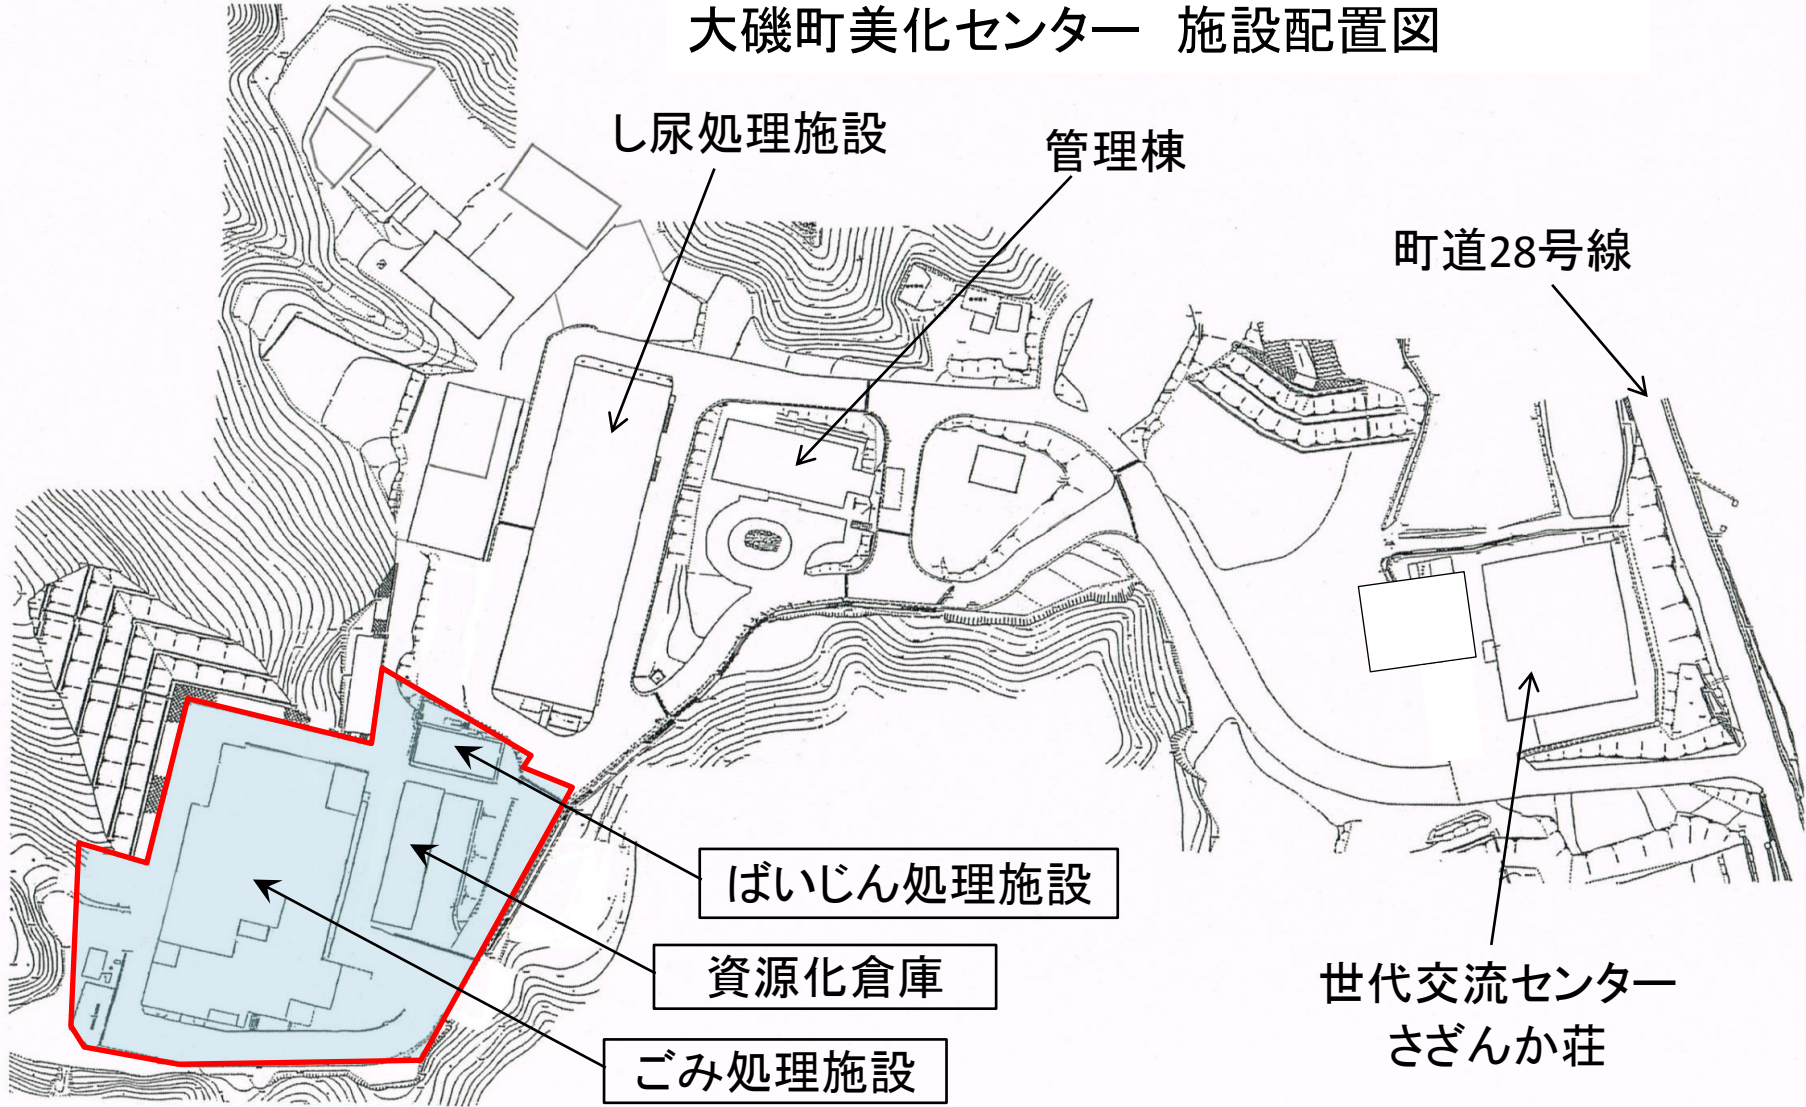 大磯町美化センター　施設配置図
し尿処理施設
管理棟
町道28号線
ばいじん処理施設
資源化倉庫
ごみ処理施設
世代交流センター
さざんか荘